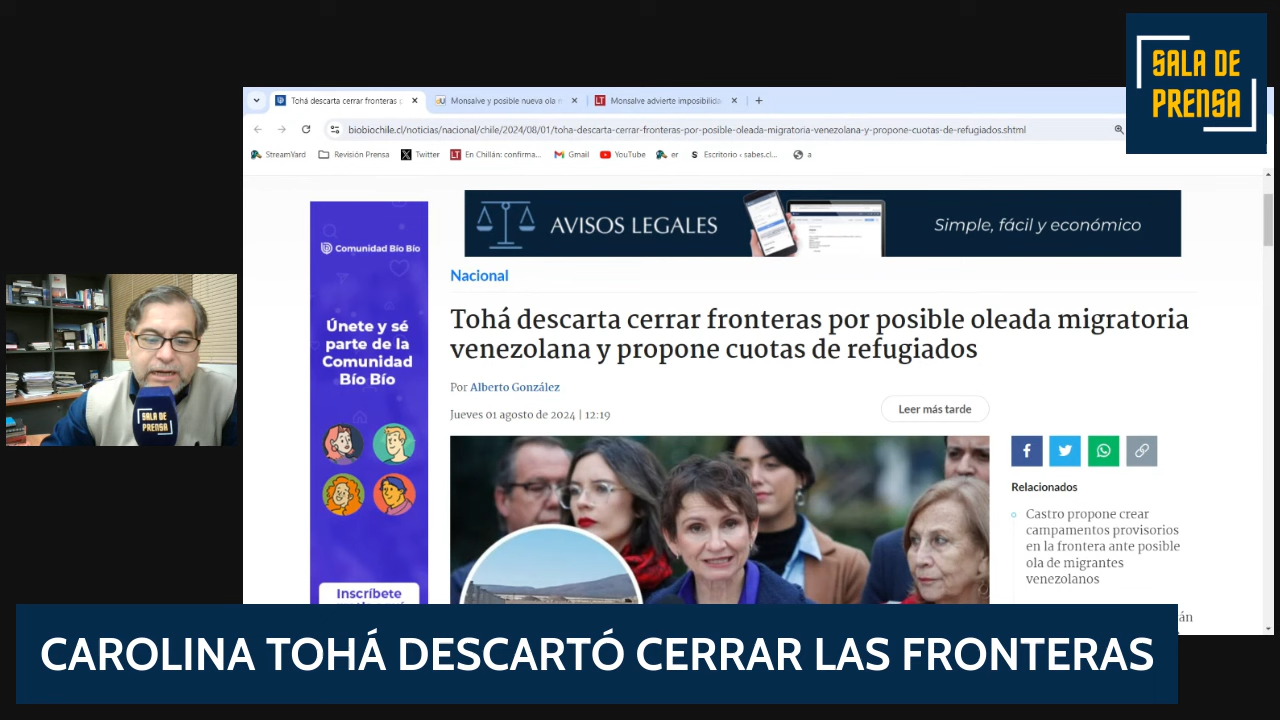 SALA DE
PRENSA
Tohá descarta cerrar fronteras
Monsalve y posible nueva ola
Monsalve advierte imposibilida
biobiochile.cl/noticias/nacional/chile/2024/08/01/toha-descarta-cerrar-fronteras-por-posible-oleada-migratoria-venezolana-y-propone-cuotas-de-refugiados.shtml
StreamYard Revisión Prensa Twitter En Chillán: confirma... Gmail YouTube er Escritorio ‹ sabes.cl... a
AVISOS LEGALES
Simple, fácil y económico
Comunidad Bío Bío
Únete y sé
parte de la
Comunidad
Bío Bío
Inscríbete
Nacional
Tohá descarta cerrar fronteras por posible oleada migratoria
venezolana y propone cuotas de refugiados
Por Alberto González
Jueves 01 agosto de 2024 | 12:19
Leer más tarde
Relacionados
Castro propone crear
campamentos provisorios
en la frontera ante posible
ola de migrantes
venezolanos
SALA DE
PRENSA
CAROLINA TOHÁ DESCARTÓ CERRAR LAS FRONTERAS